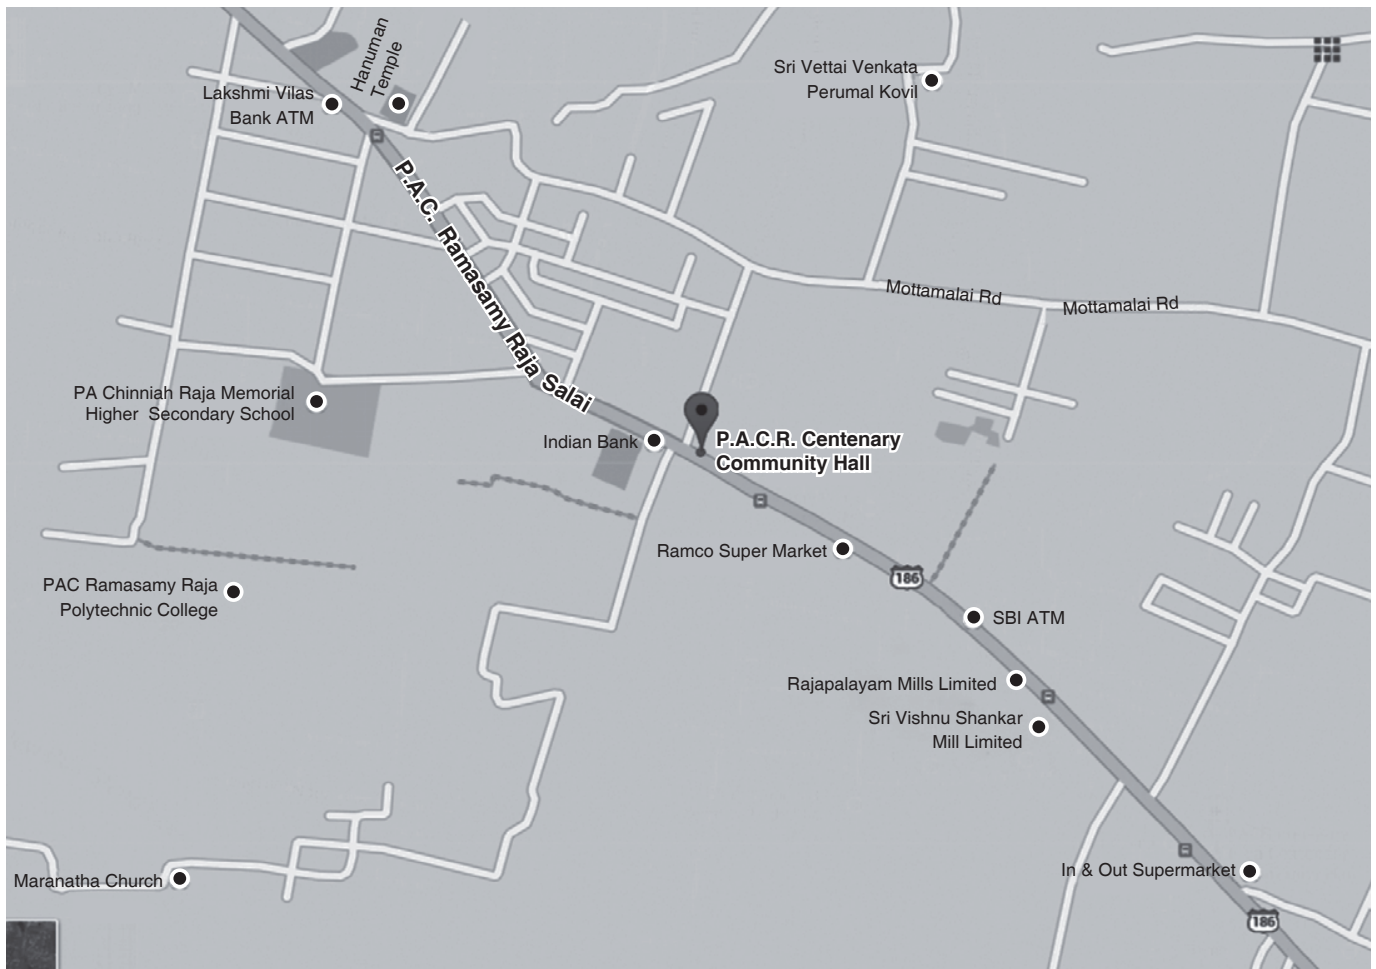 Hanuman
Temple
Sri Vettai Venkata
Perumal Kovil
Lakshmi Vilas
Bank ATM
P.A.C. Ramasamy Raja Salai
Mottamalai Rd
Mottamalai Rd
PA Chinniah Raja Memorial
Higher Secondary School
Indian Bank
P.A.C.R. Centenary
Community Hall
Ramco Super Market
186
PAC Ramasamy Raja
Polytechnic College
SBI ATM
Rajapalayam Mills Limited
Sri Vishnu Shankar
Mill Limited
In & Out Supermarket
Maranatha Church
186